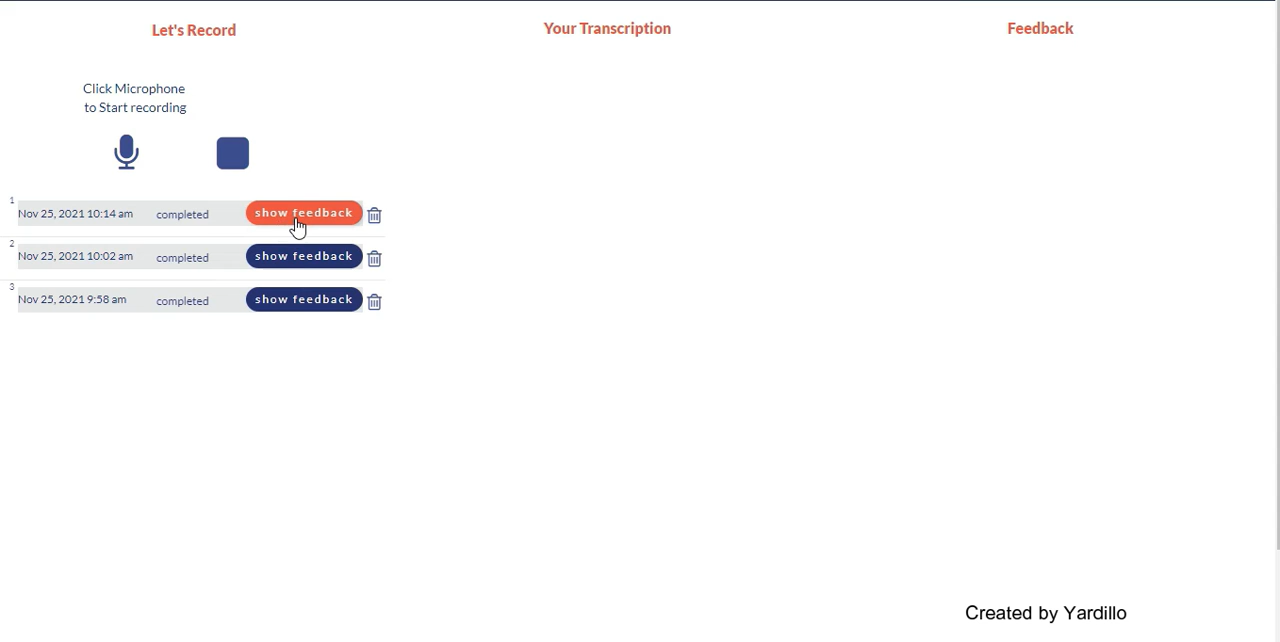 Let's Record
Your Transcription
Feedback
Click Microphone
to Start recording
1
Nov 25, 2021 10:14 am completed show feedback
2
Nov 25, 2021 10:02 am completed show feedback
3
Nov 25, 2021 9:58 am completed show feedback
Created by Yardillo